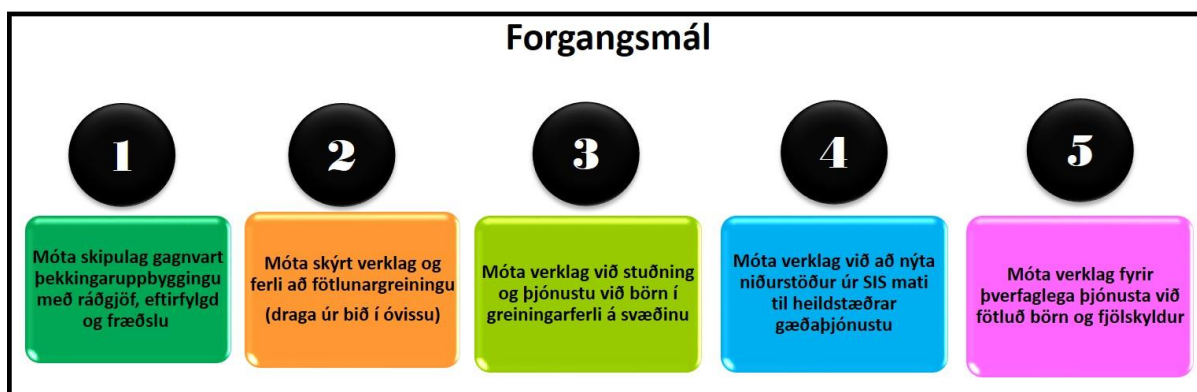 Forgangsmál
1
2
3
4
5
Móta skipulag gagnvart
þekkingaruppbyggingu
með ráðgjöf, eftirfylgd
og fræðslu
Móta skýrt verklag og
ferli að fötlunargreiningu
(draga úr bið í óvissu)
Móta verklag við stuðning
og þjónustu við börn í
greiningarferli á svæðinu
Móta verklag við að nýta
niðurstöður úr SIS mati
til heildstæðrar
gæðaþjónustu
Móta verklag fyrir
þverfaglega þjónusta við
fötluð börn og fjölskyldur